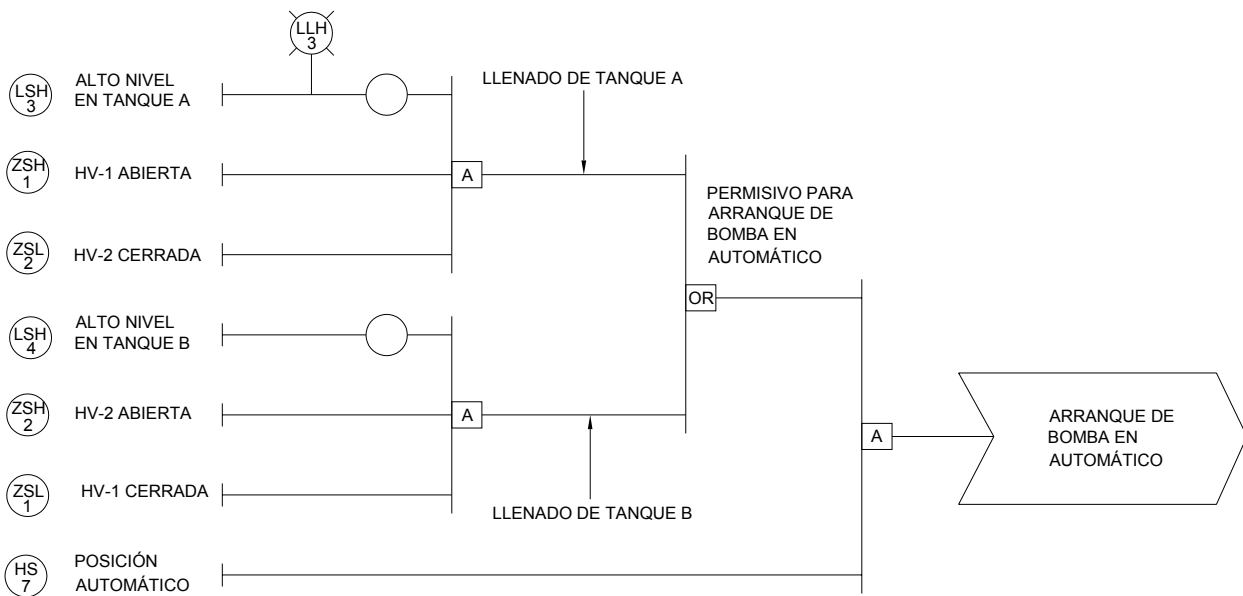 LLH
3
LSH
3
ALTO NIVEL
EN TANQUE A
LLENADO DE TANQUE A
ZSH
1
HV-1 ABIERTA
A
PERMISIVO PARA
ARRANQUE DE
BOMBA EN
AUTOMÁTICO
ZSL
2
HV-2 CERRADA
OR
LSH
4
ALTO NIVEL
EN TANQUE B
ZSH
2
HV-2 ABIERTA
A
A
ARRANQUE DE
BOMBA EN
AUTOMÁTICO
ZSL
1
HV-1 CERRADA
LLENADO DE TANQUE B
HS
7
POSICIÓN
AUTOMÁTICO